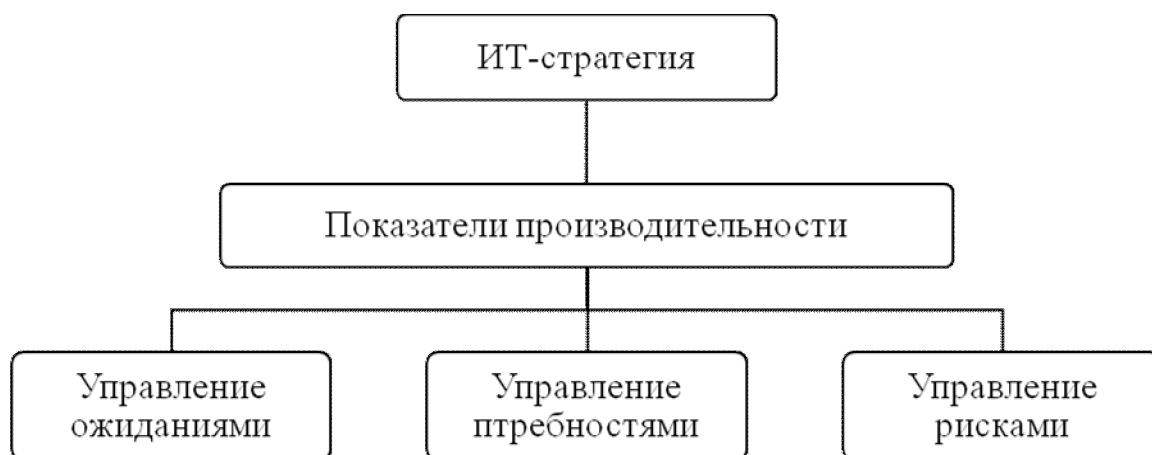 ИТ-стратегия
Показатели производительности
Управление
ожиданиями
Управление
птребностями
Управление
рисками